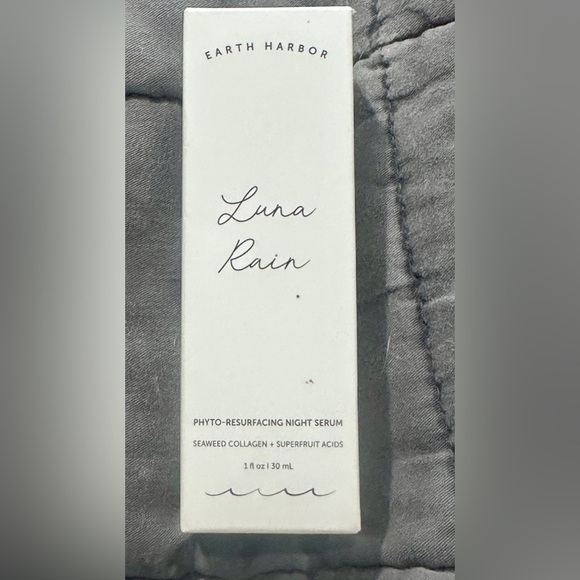 EARTH HARBOR
Luna
Rain
PHYTO-RESURFACING NIGHT SERUM
SEAWEED COLLAGEN + SUPERFRUIT ACIDS
1 fl oz | 30 mL